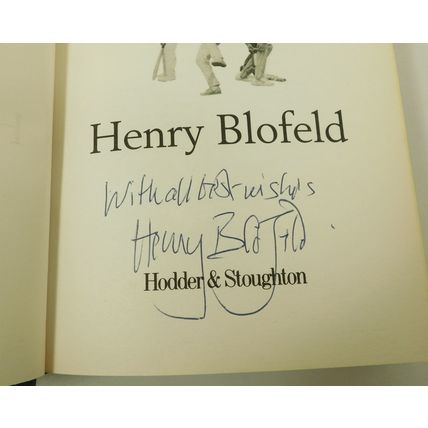 Henry Blofeld
With all best wishes
Henry Blofeld.
Hodder & Stoughton